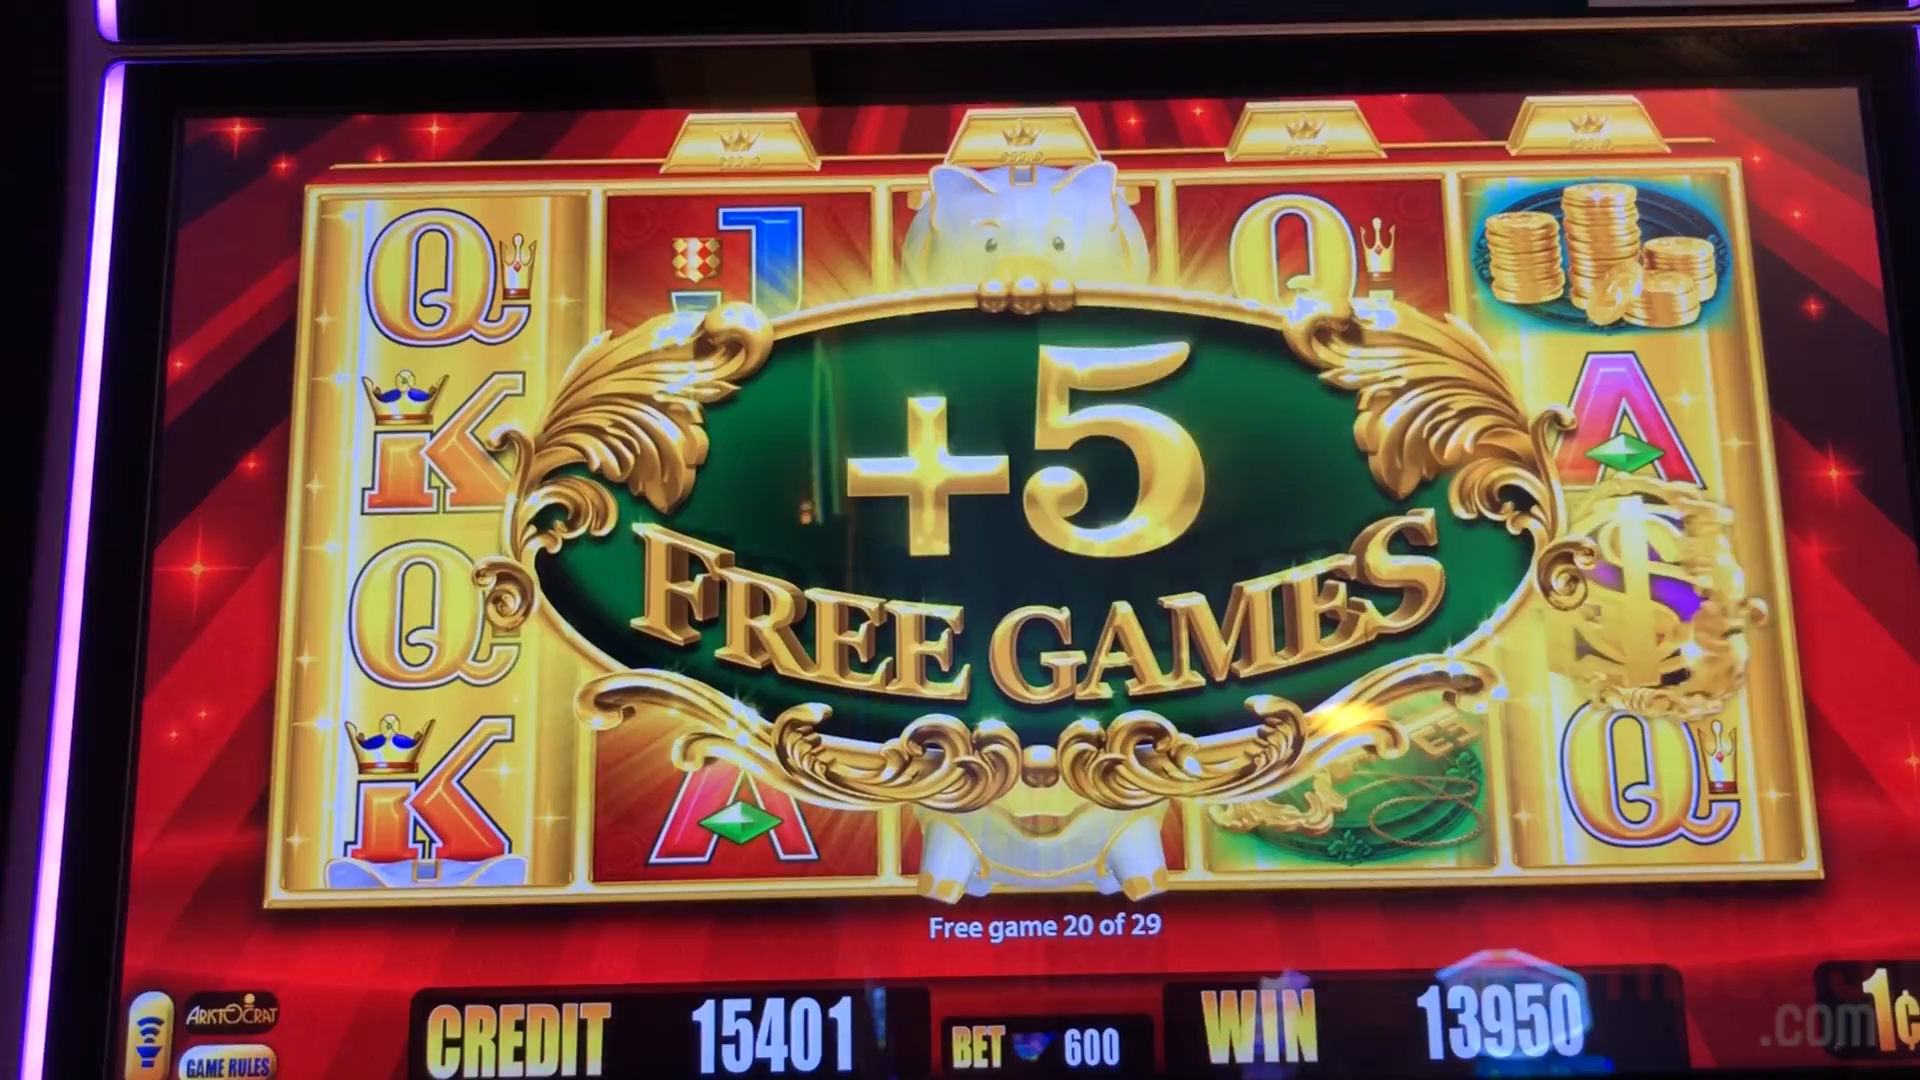 Q J Q
K A
+5
FREE GAMES
Q
K A Q
Free game 20 of 29
ARISTOCRAT
GAME RULES
CREDIT 15401 BET 600 WIN 13950 1¢
.com